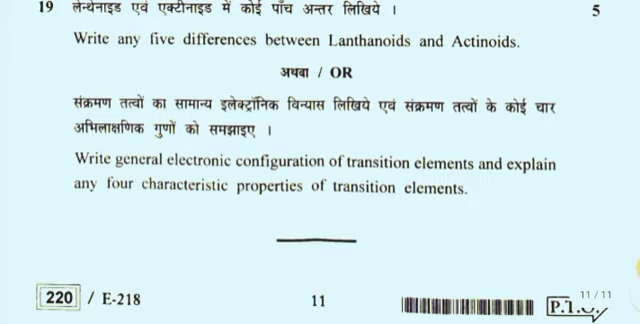 19 लेन्थेनाइड एवं एक्टीनाइड में कोई पाँच अन्तर लिखिये । 5
Write any five differences between Lanthanoids and Actinoids.
अथवा / OR
संक्रमण तत्वों का सामान्य इलेक्ट्रॉनिक विन्यास लिखिये एवं संक्रमण तत्वों के कोई चार
अभिलाक्षणिक गुणों को समझाइए ।
Write general electronic configuration of transition elements and explain
any four characteristic properties of transition elements.
220 / E-218 11 P.T.O.
11 / 11